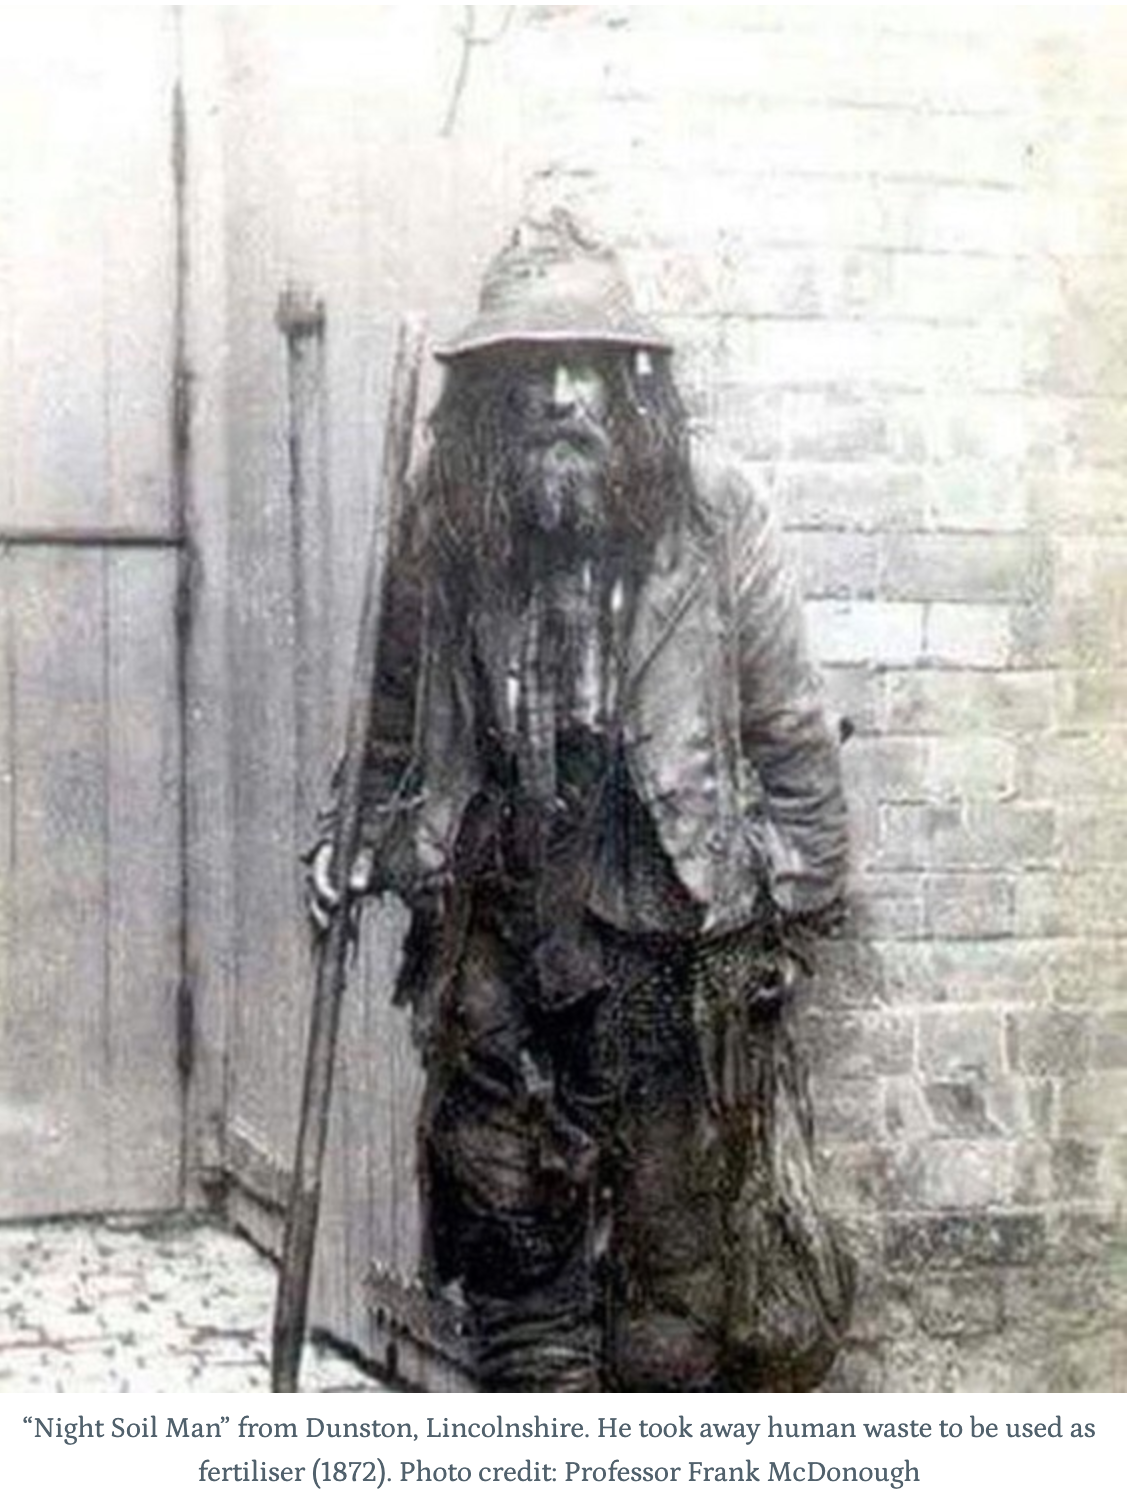 “Night Soil Man” from Dunston, Lincolnshire. He took away human waste to be used as
fertiliser (1872). Photo credit: Professor Frank McDonough